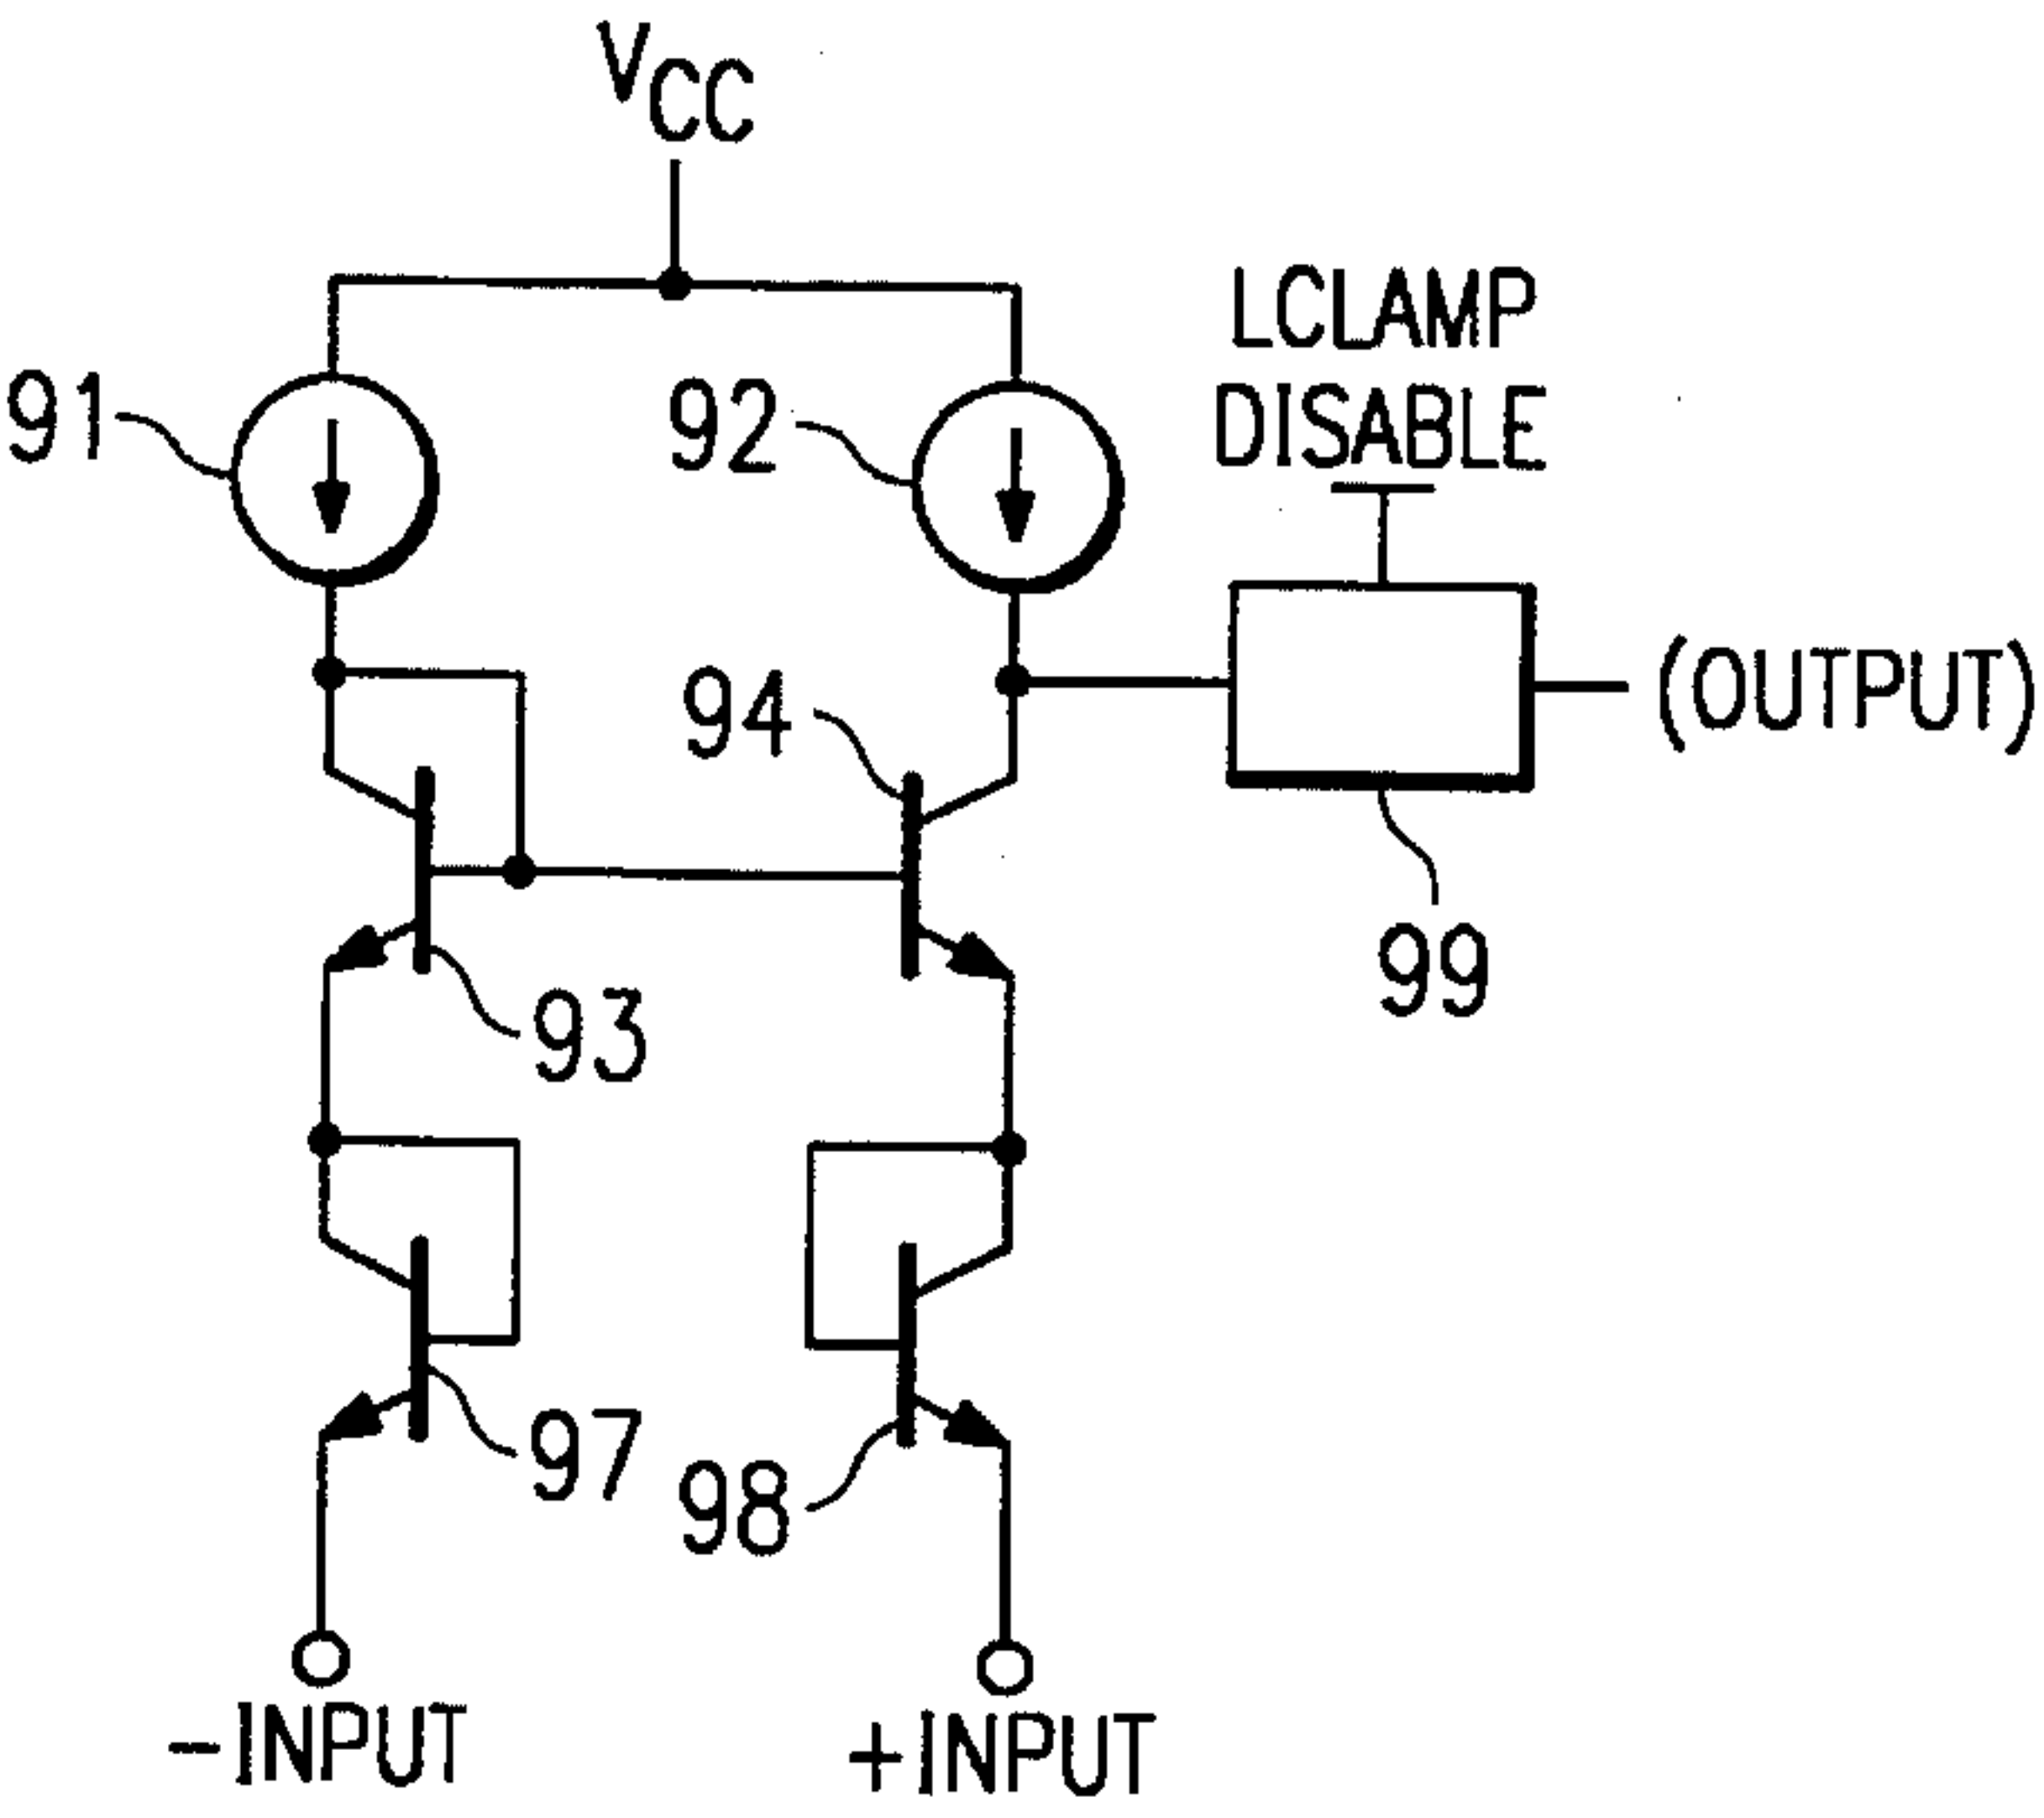 VCC
LCLAMP
DISABLE
91
92
(OUTPUT)
94
99
93
97
98
-INPUT
+INPUT